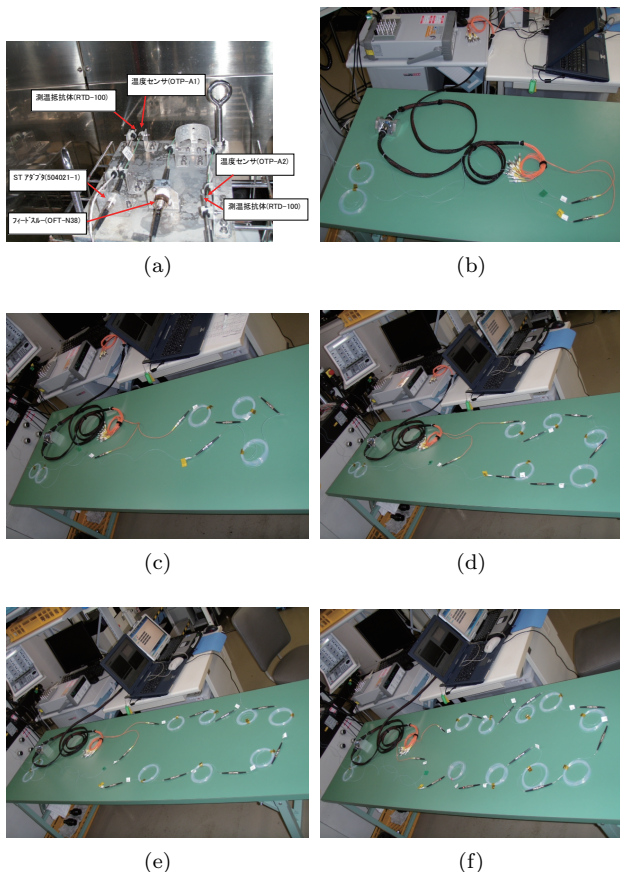 温度センサ(OTP-A1)
測温抵抗体(RTD-100)
温度センサ(OTP-A2)
ST アダプタ(504021-1)
測温抵抗体(RTD-100)
フィードスルー(OFT-N38)
(a)
(b)
(c)
(d)
(e)
(f)